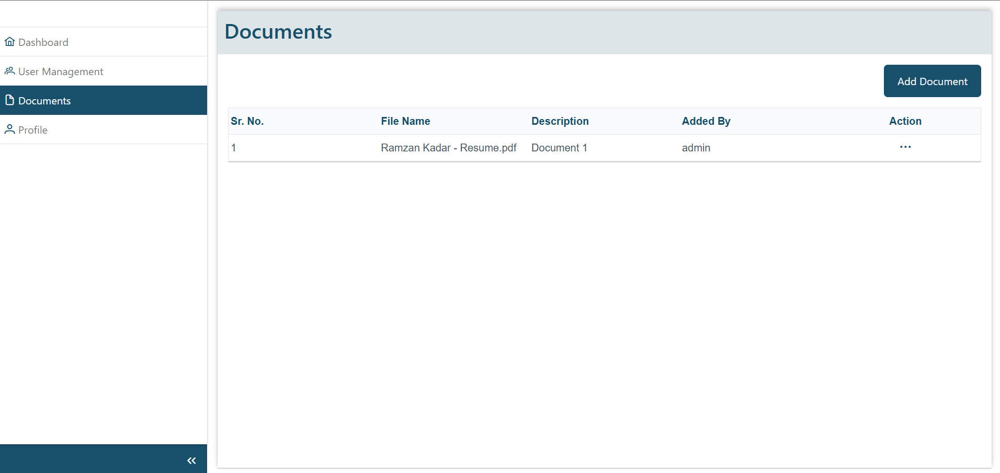 Dashboard
User Management
Documents
Profile
Documents
Add Document
Sr. No. File Name Description Added By Action
1 Ramzan Kadar - Resume.pdf Document 1 admin